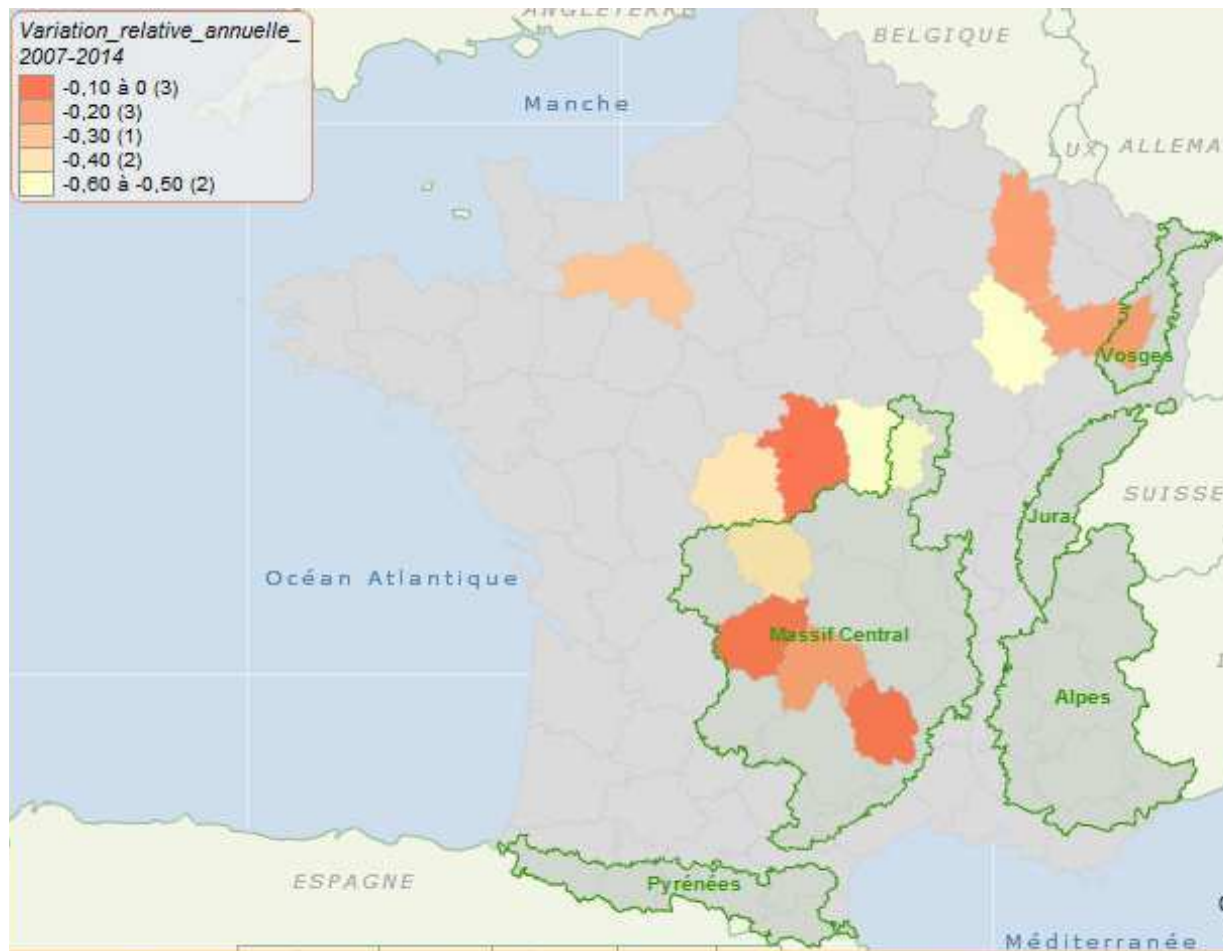 Variation_relative_annuelle_
2007-2014
-0,10 à 0 (3)
-0,20 (3)
-0,30 (1)
-0,40 (2)
-0,60 à -0,50 (2)
ANGLETERRE
BELGIQUE
Manche
LUX
ALLEMA
Vosges
SUISSE
Jura
Océan Atlantique
Massif Central
Alpes
ESPAGNE
Pyrénées
Méditerranée